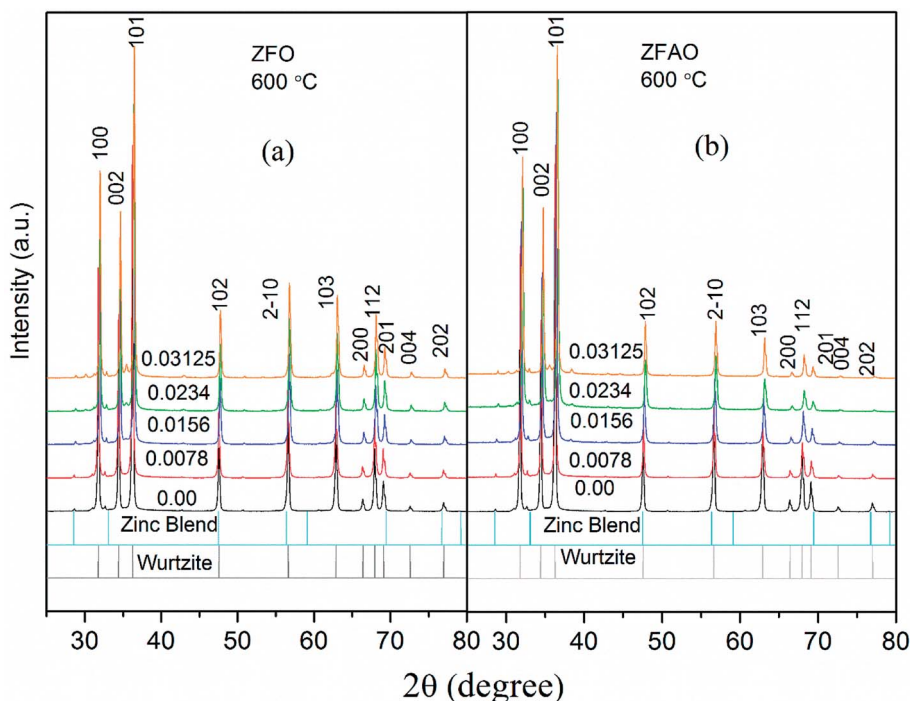 Intensity (a.u.)
ZFO
600 °C
(a)
100
002
101
102
2-10
103
200
112
201
004
202
0.03125
0.0234
0.0156
0.0078
0.00
Zinc Blend
Wurtzite
30 40 50 60 70 80
ZFAO
600 °C
(b)
100
002
101
102
2-10
103
200
112
201
004
202
0.03125
0.0234
0.0156
0.0078
0.00
Zinc Blend
Wurtzite
30 40 50 60 70 80
2θ (degree)